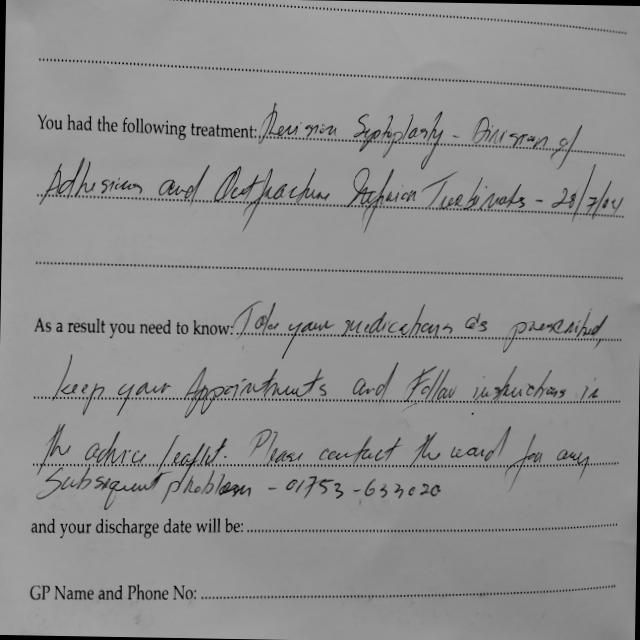 You had the following treatment: Revision Septoplasty - Division of
Adhesions and Outfracture Inferior Turbinates - 28/7/04
As a result you need to know: Take your medications as prescribed,
keep your Appointments and Follow instructions in
the advice leaflet. Please contact the ward for any
Subsequent problem - 01753-633020
and your discharge date will be:
GP Name and Phone No: